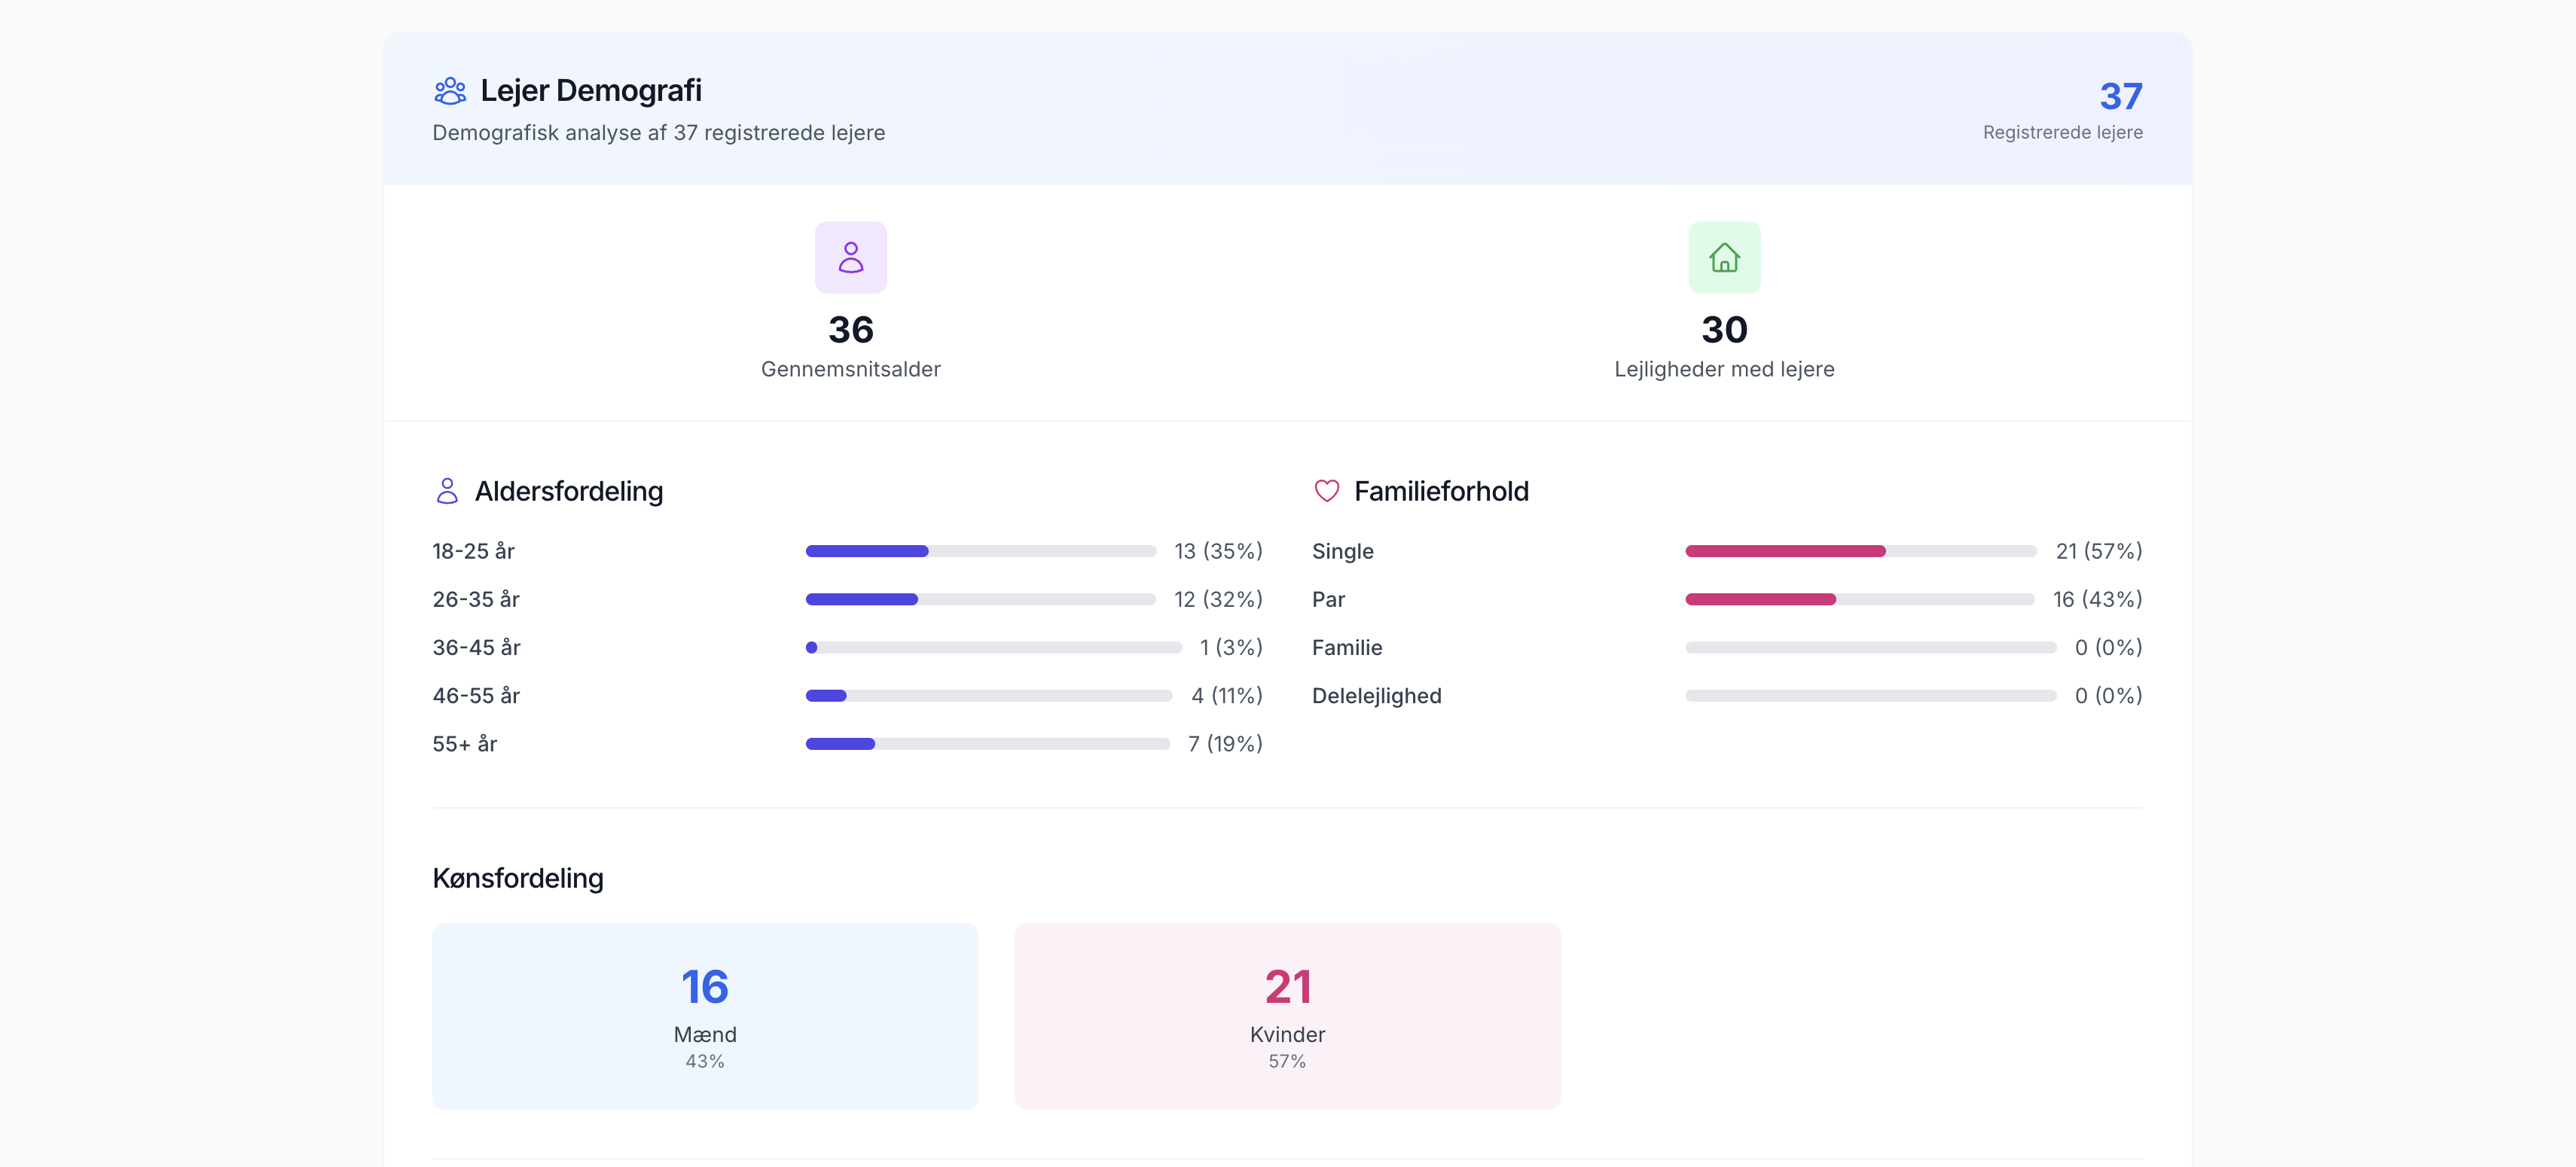 Lejer Demografi
Demografisk analyse af 37 registrerede lejere
37
Registrerede lejere
36
Gennemsnitsalder
30
Lejligheder med lejere
Aldersfordeling
18-25 år 13 (35%)
26-35 år 12 (32%)
36-45 år 1 (3%)
46-55 år 4 (11%)
55+ år 7 (19%)
Familieforhold
Single 21 (57%)
Par 16 (43%)
Familie 0 (0%)
Delelejlighed 0 (0%)
Kønsfordeling
16
Mænd
43%
21
Kvinder
57%